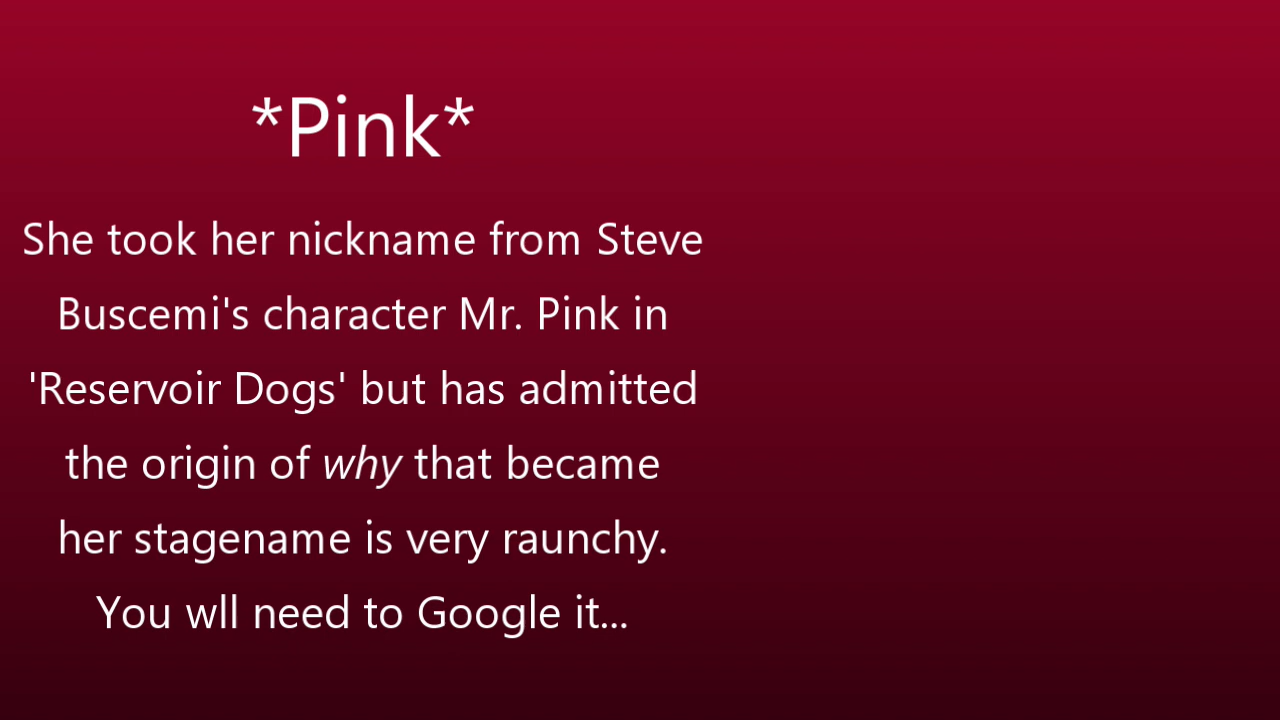 *Pink*
She took her nickname from Steve
Buscemi's character Mr. Pink in
'Reservoir Dogs' but has admitted
the origin of why that became
her stagename is very raunchy.
You wll need to Google it...